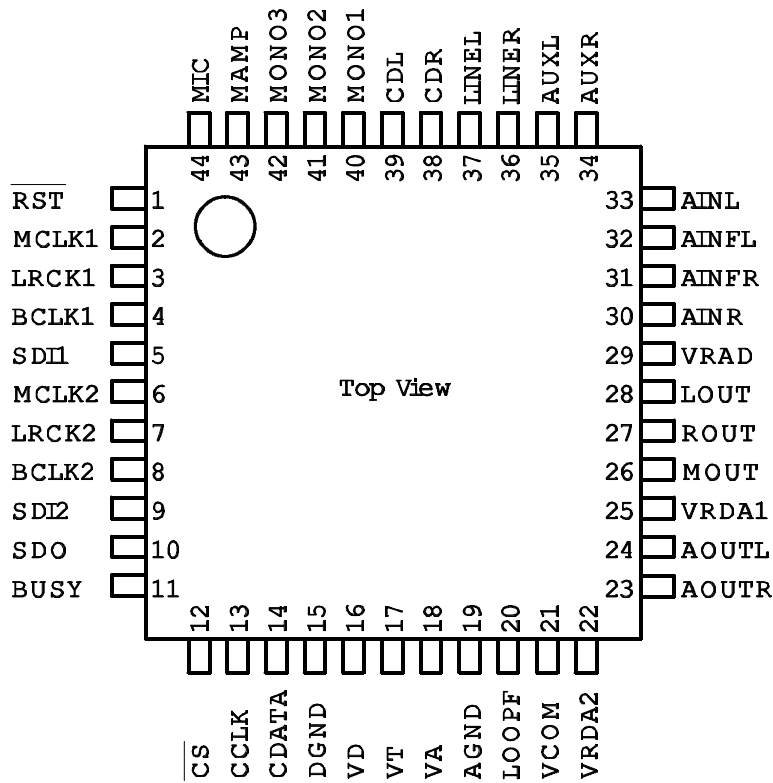 MIC MAMP MONO3 MONO2 MONO1 CDL CDR LINEL LINER AUXL AUXR
44 43 42 41 40 39 38 37 36 35 34
RST 1 33 AINL
MCLK1 2 32 AINFL
LRCK1 3 31 AINFR
BCLK1 4 30 AINR
SDI1 5 29 VRAD
MCLK2 6 Top View 28 LOUT
LRCK2 7 27 ROUT
BCLK2 8 26 MOUT
SDI2 9 25 VRDA1
SDO 10 24 AOUTL
BUSY 11 23 AOUTR
12 13 14 15 16 17 18 19 20 21 22
CS CCLK CDATA DGND VD VT VA AGND LOOPF VCOM VRDA2